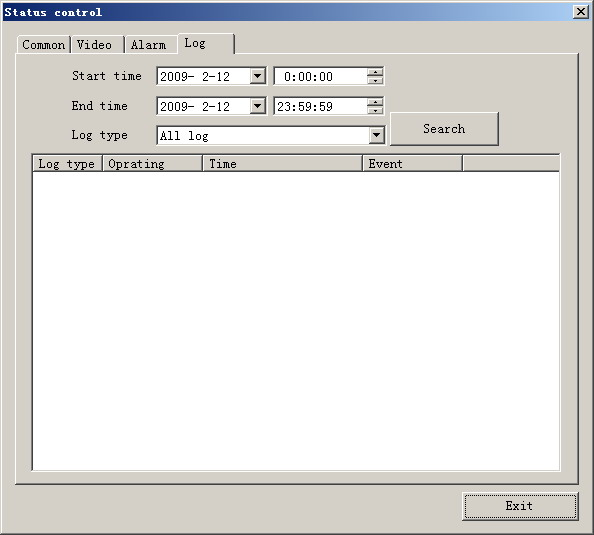 Status control
Common Video Alarm Log
Start time 2009- 2-12 0:00:00
End time 2009- 2-12 23:59:59
Log type All log Search
Log type Oprating Time Event
Exit